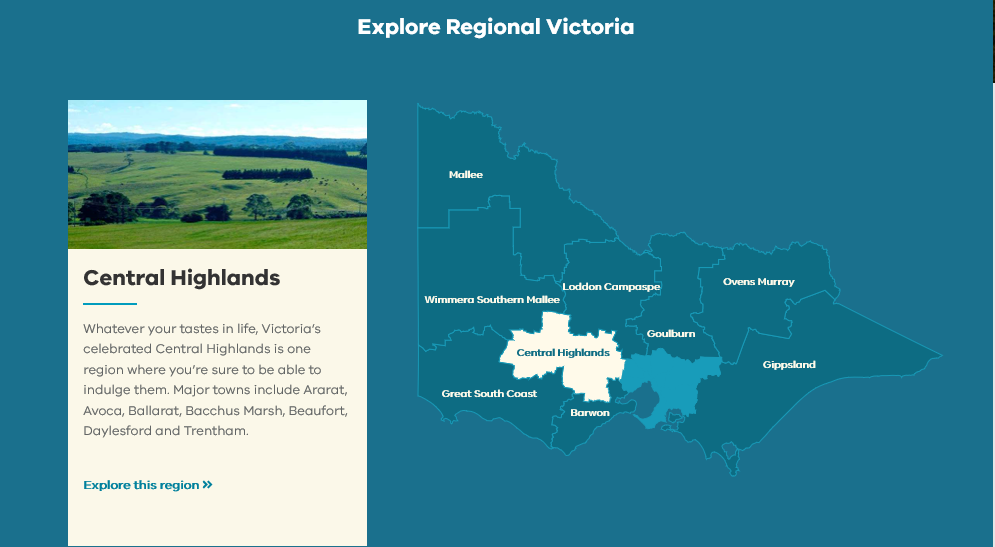 Explore Regional Victoria
Central Highlands
Whatever your tastes in life, Victoria's
celebrated Central Highlands is one
region where you're sure to be able to
indulge them. Major towns include Ararat,
Avoca, Ballarat, Bacchus Marsh, Beaufort,
Daylesford and Trentham.
Explore this region »
Mallee
Wimmera Southern Mallee
Loddon Campaspe
Ovens Murray
Goulburn
Central Highlands
Gippsland
Great South Coast
Barwon